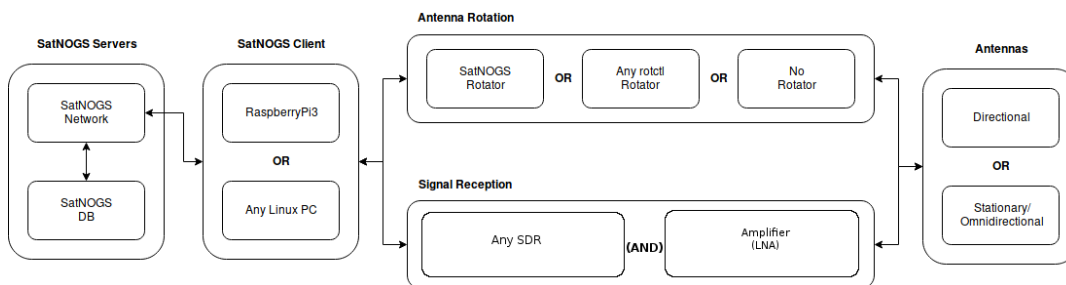 SatNOGS Servers
SatNOGS
Network
SatNOGS
DB
SatNOGS Client
RaspberryPi3
OR
Any Linux PC
Antenna Rotation
SatNOGS
Rotator
OR
Any rotctl
Rotator
OR
No
Rotator
Signal Reception
Any SDR
(AND)
Amplifier
(LNA)
Antennas
Directional
OR
Stationary/
Omnidirectional